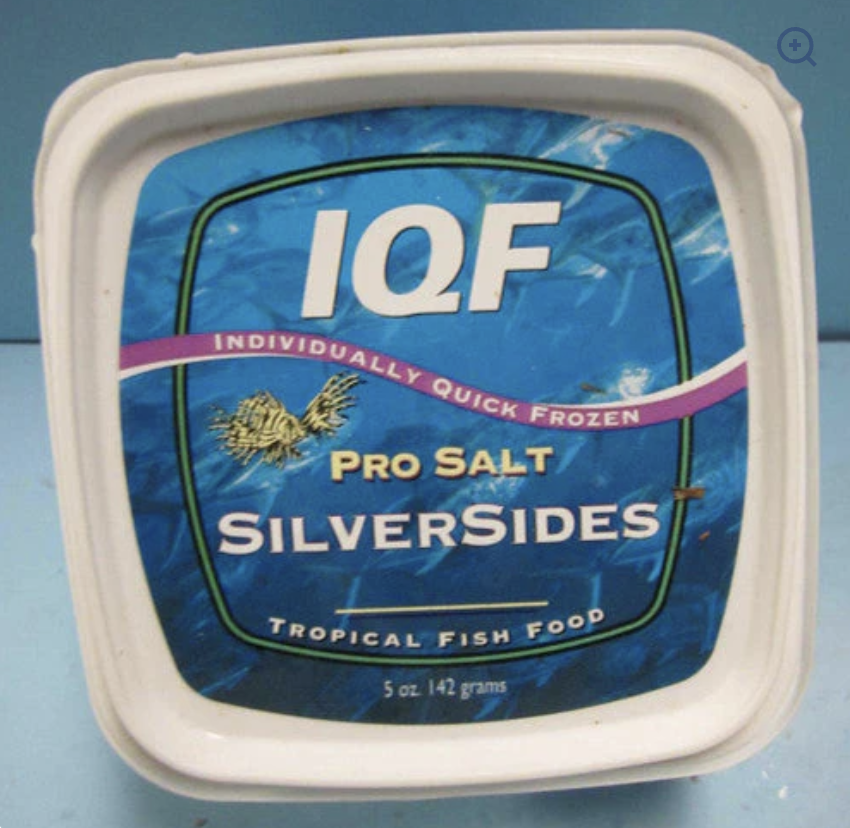 IQF
INDIVIDUALLY QUICK FROZEN
PRO SALT
SILVERSIDES
TROPICAL FISH FOOD
5 oz. 142 grams